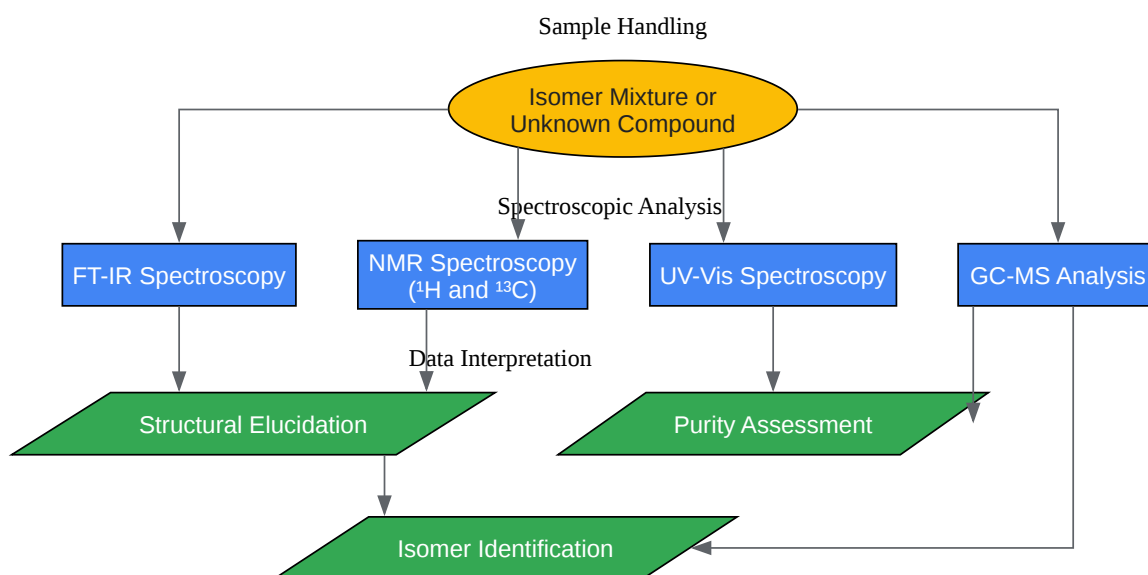 Sample Handling
Isomer Mixture or
Unknown Compound
Spectroscopic Analysis
FT-IR Spectroscopy
NMR Spectroscopy
(¹H and ¹³C)
UV-Vis Spectroscopy
GC-MS Analysis
Data Interpretation
Structural Elucidation
Purity Assessment
Isomer Identification